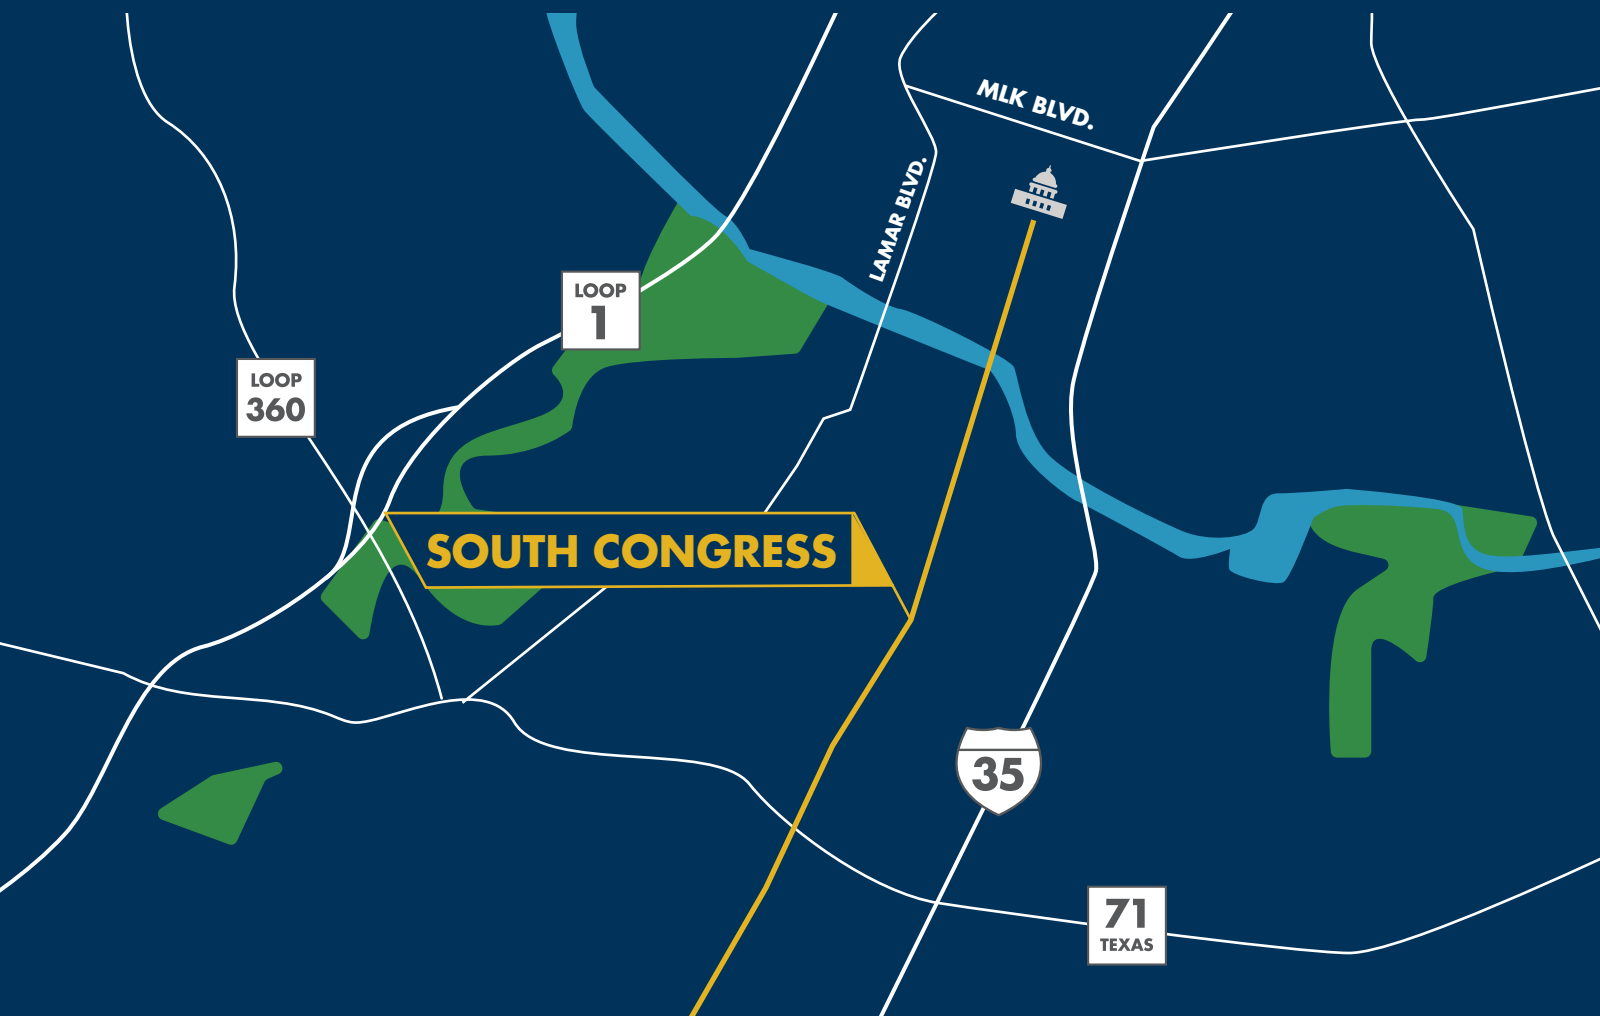 MLK BLVD.
LAMAR BLVD.
LOOP
1
LOOP
360
SOUTH CONGRESS
35
71
TEXAS